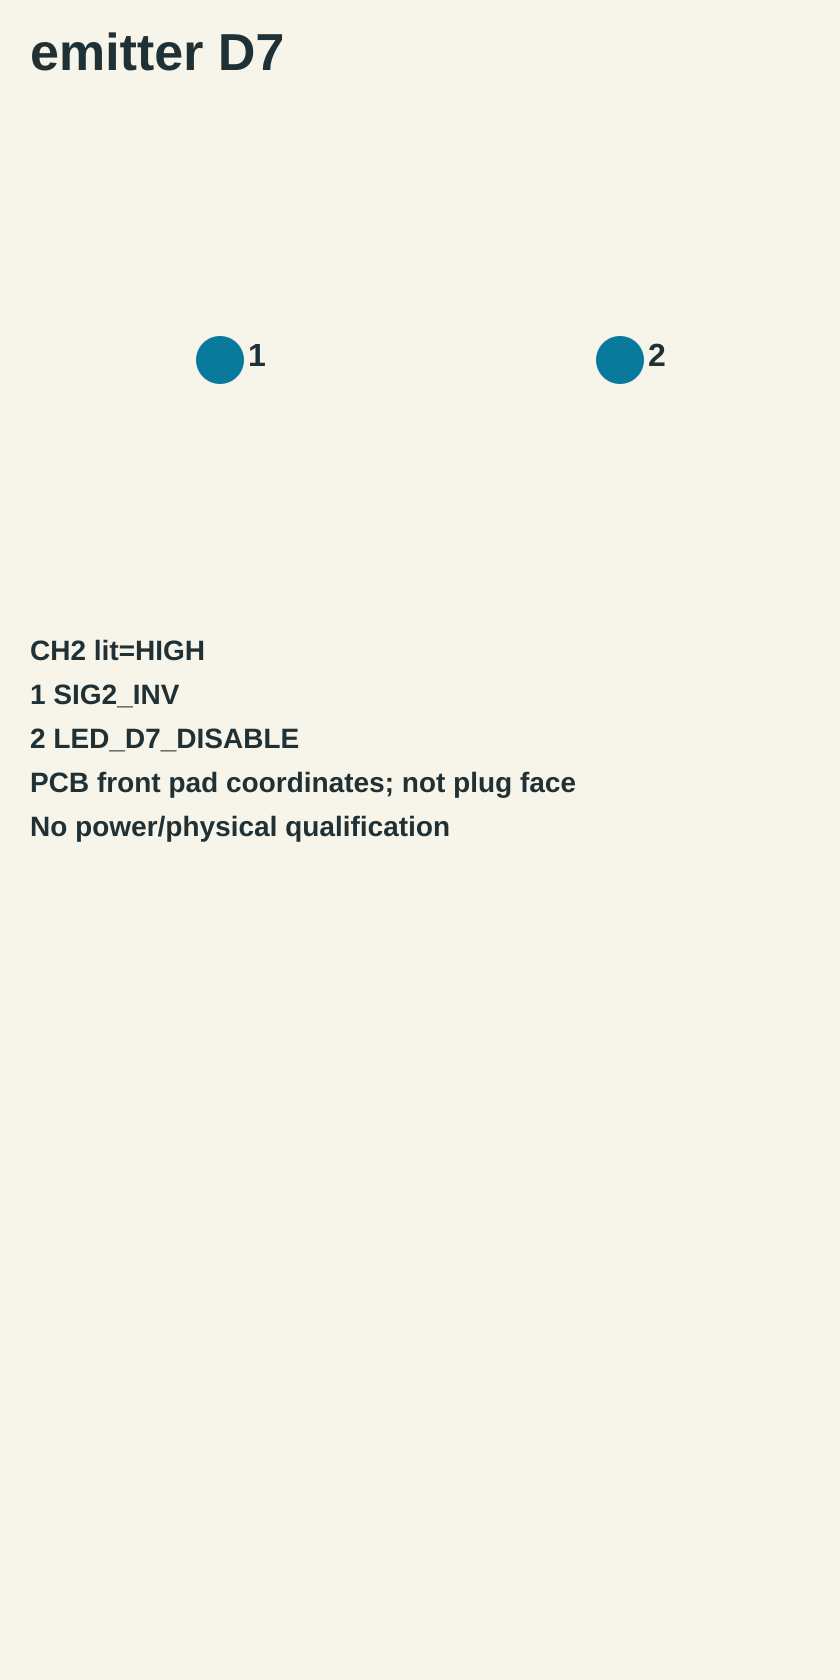 emitter D7
1 2
CH2 lit=HIGH
1 SIG2_INV
2 LED_D7_DISABLE
PCB front pad coordinates; not plug face
No power/physical qualification